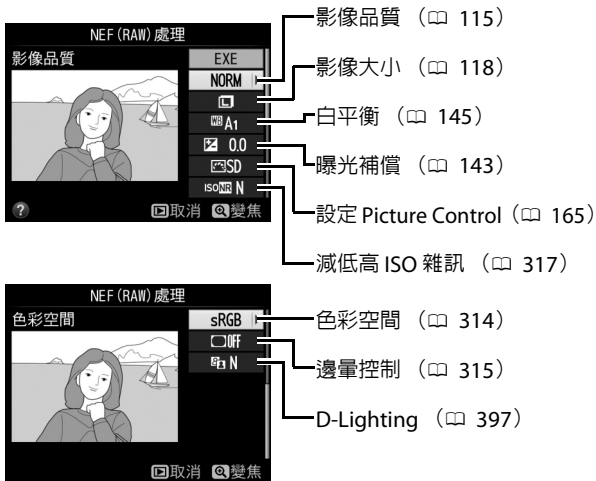 NEF (RAW) 處理
影像品質
EXE
NORM
WB A1
0.0
SD
ISO NR N
?
取消 變焦
影像品質 (115)
影像大小 (118)
白平衡 (145)
曝光補償 (143)
設定 Picture Control (165)
減低高 ISO 雜訊 (317)
NEF (RAW) 處理
色彩空間
sRGB
OFF
N
取消 變焦
色彩空間 (314)
邊暈控制 (315)
D-Lighting (397)